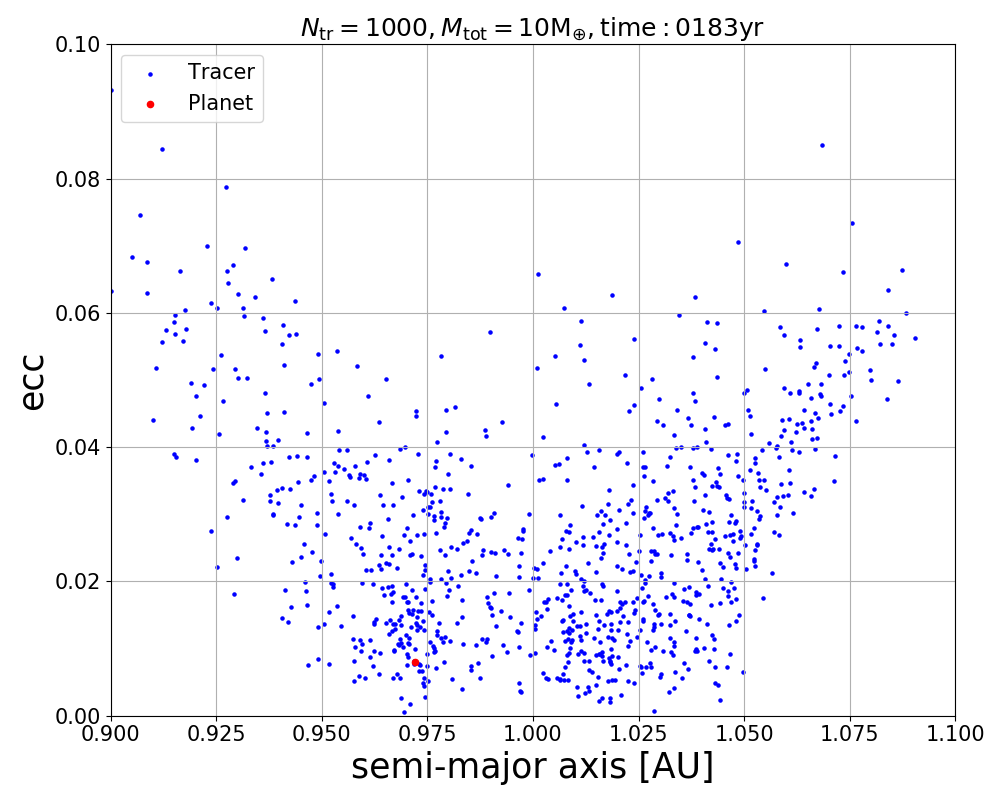 N_tr = 1000, M_tot = 10M_⊕, time : 0183yr
0.10
0.08
0.06
0.04
0.02
0.00
ecc
Tracer
Planet
0.900 0.925 0.950 0.975 1.000 1.025 1.050 1.075 1.100
semi-major axis [AU]